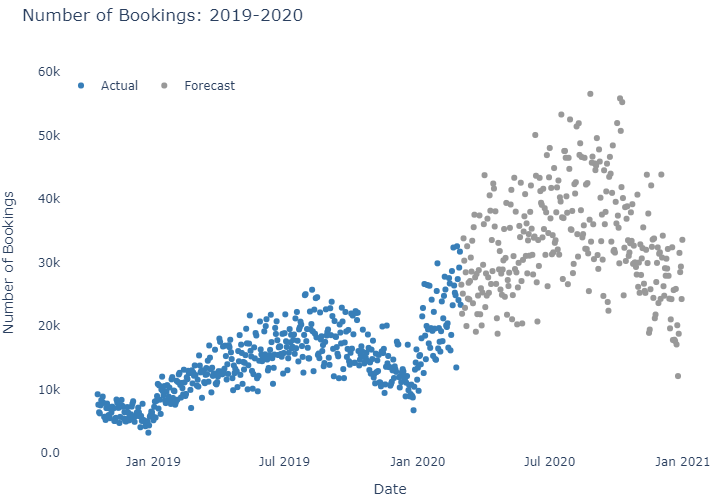 Number of Bookings: 2019-2020
Actual
Forecast
60k
50k
40k
30k
20k
10k
0.0
Number of Bookings
Jan 2019
Jul 2019
Jan 2020
Jul 2020
Jan 2021
Date